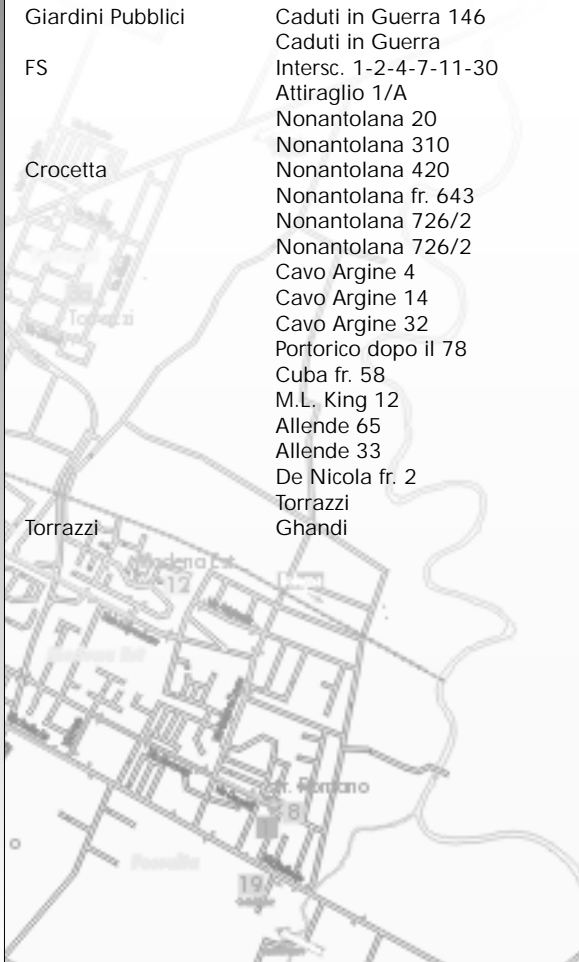 Giardini Pubblici Caduti in Guerra 146
Caduti in Guerra
FS Intersc. 1-2-4-7-11-30
Attiraglio 1/A
Nonantolana 20
Nonantolana 310
Crocetta Nonantolana 420
Nonantolana fr. 643
Nonantolana 726/2
Nonantolana 726/2
Cavo Argine 4
Cavo Argine 14
Cavo Argine 32
Portorico dopo il 78
Cuba fr. 58
M.L. King 12
Allende 65
Allende 33
De Nicola fr. 2
Torrazzi
Torrazzi Ghandi
Torrazzi
Modena Est
12
8
19